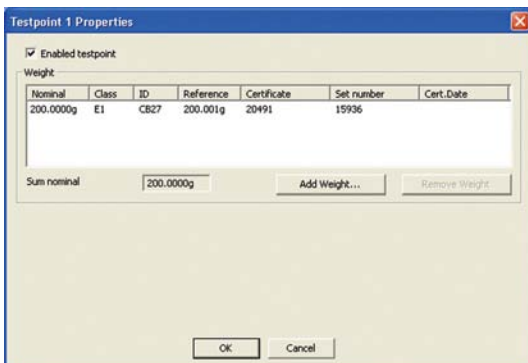 Testpoint 1 Properties
Enabled testpoint
Weight
Nominal Class ID Reference Certificate Set number Cert.Date
200.0000g E1 CB27 200.001g 20491 15936
Sum nominal 200.0000g Add Weight... Remove Weight
OK Cancel